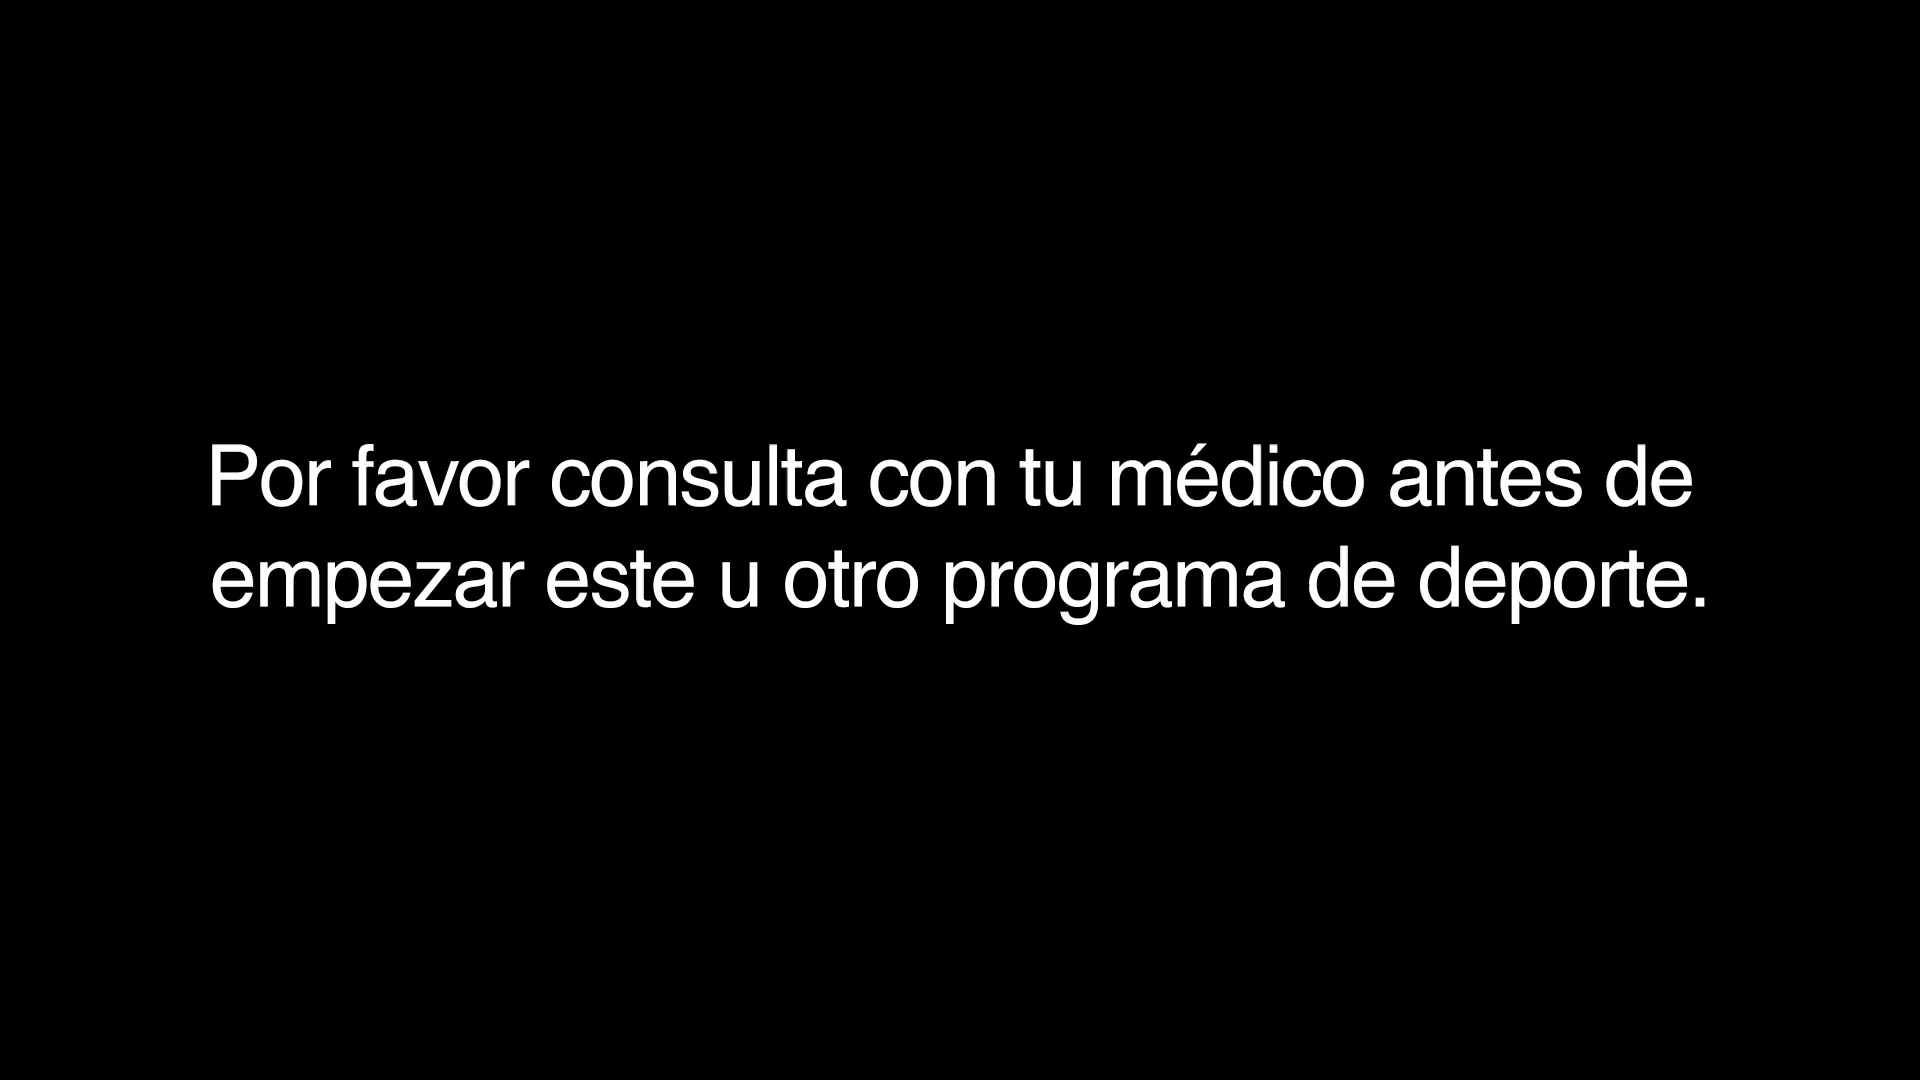 Por favor consulta con tu médico antes de
empezar este u otro programa de deporte.